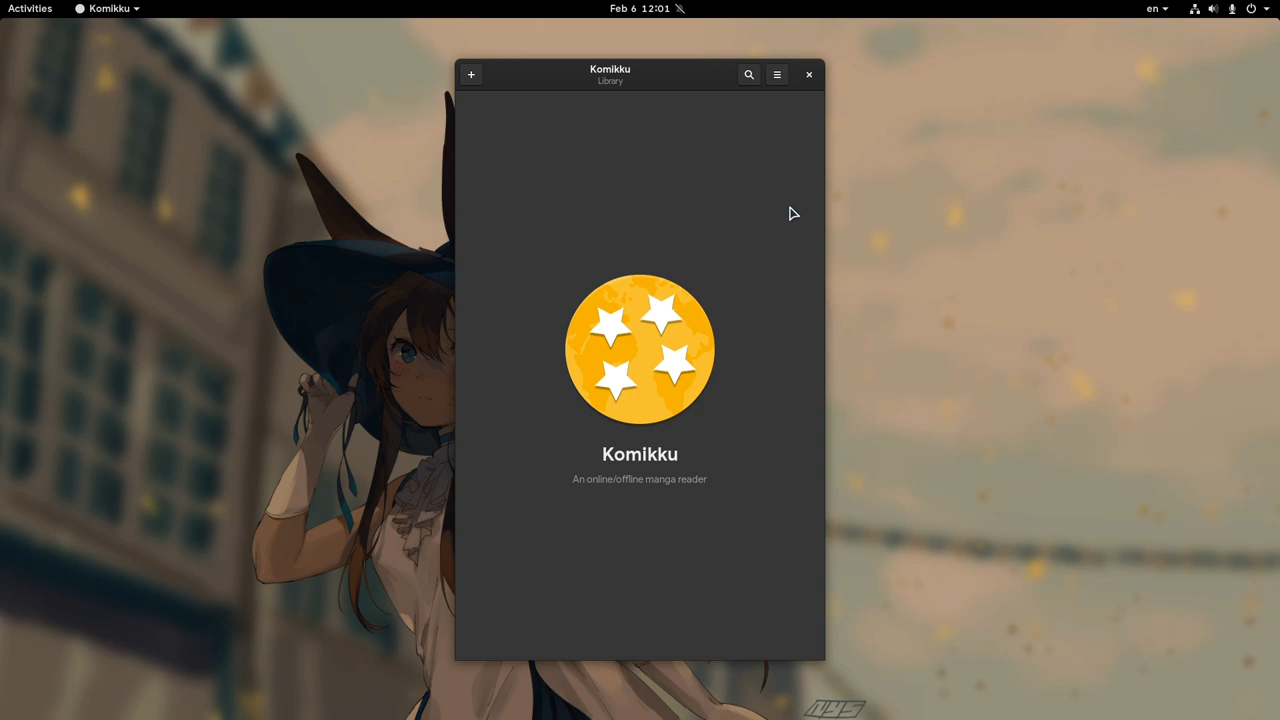 Activities
Komikku
Feb 6 12:01
en
Komikku
Library
Komikku
An online/offline manga reader